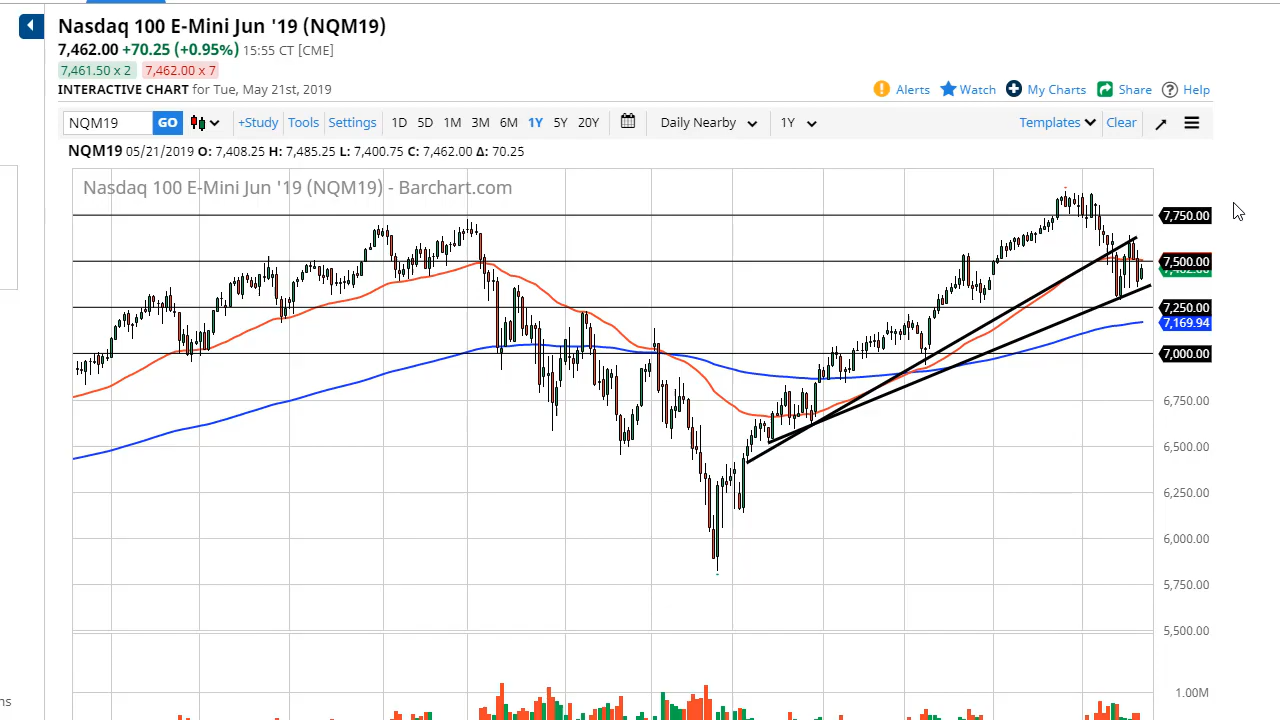 Nasdaq 100 E-Mini Jun '19 (NQM19)
7,462.00 +70.25 (+0.95%) 15:55 CT [CME]
7,461.50 x 2 7,462.00 x 7
INTERACTIVE CHART for Tue, May 21st, 2019
Alerts Watch My Charts Share Help
NQM19 GO +Study Tools Settings 1D 5D 1M 3M 6M 1Y 5Y 20Y Daily Nearby 1Y Templates Clear
NQM19 05/21/2019 O: 7,408.25 H: 7,485.25 L: 7,400.75 C: 7,462.00 Δ: 70.25
Nasdaq 100 E-Mini Jun '19 (NQM19) - Barchart.com
7,750.00
7,500.00
7,250.00
7,169.94
7,000.00
6,750.00
6,500.00
6,250.00
6,000.00
5,750.00
5,500.00
1.00M
ns